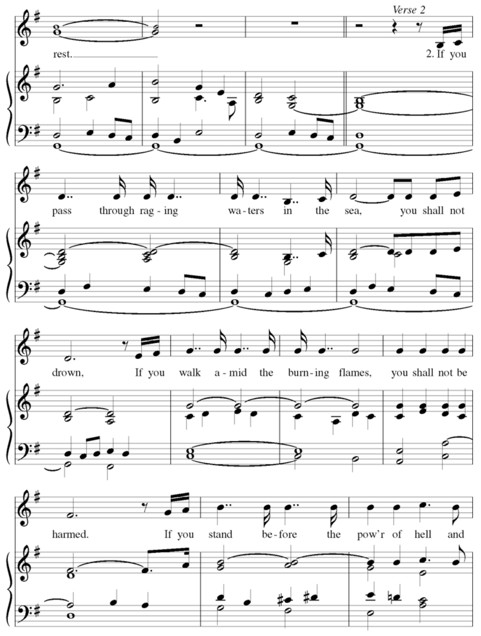 Verse 2
rest. 2. If you
pass through rag - ing wa - ters in the sea, you shall not
drown, If you walk a - mid the burn - ing flames, you shall not be
harmed. If you stand be - fore the pow'r of hell and